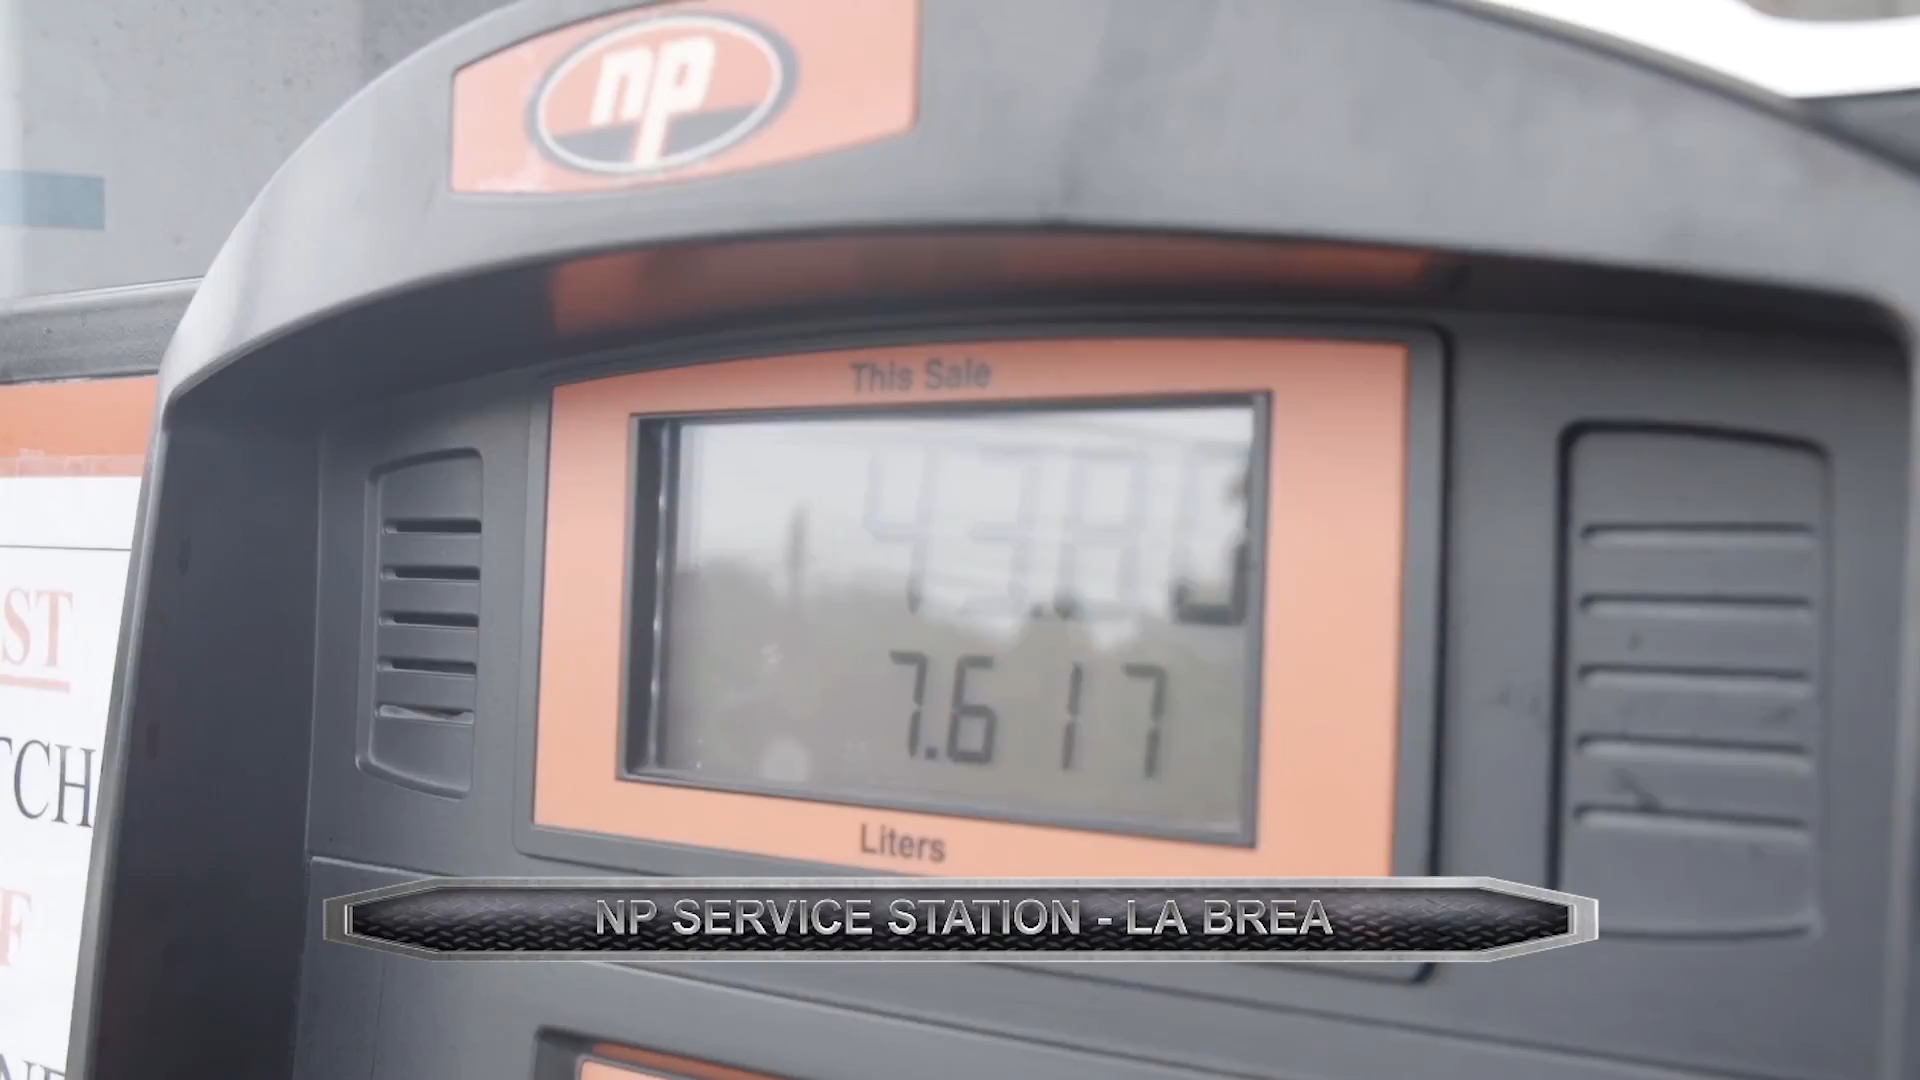 np
This Sale
7.617
Liters
ST
TCH
F
NP SERVICE STATION - LA BREA